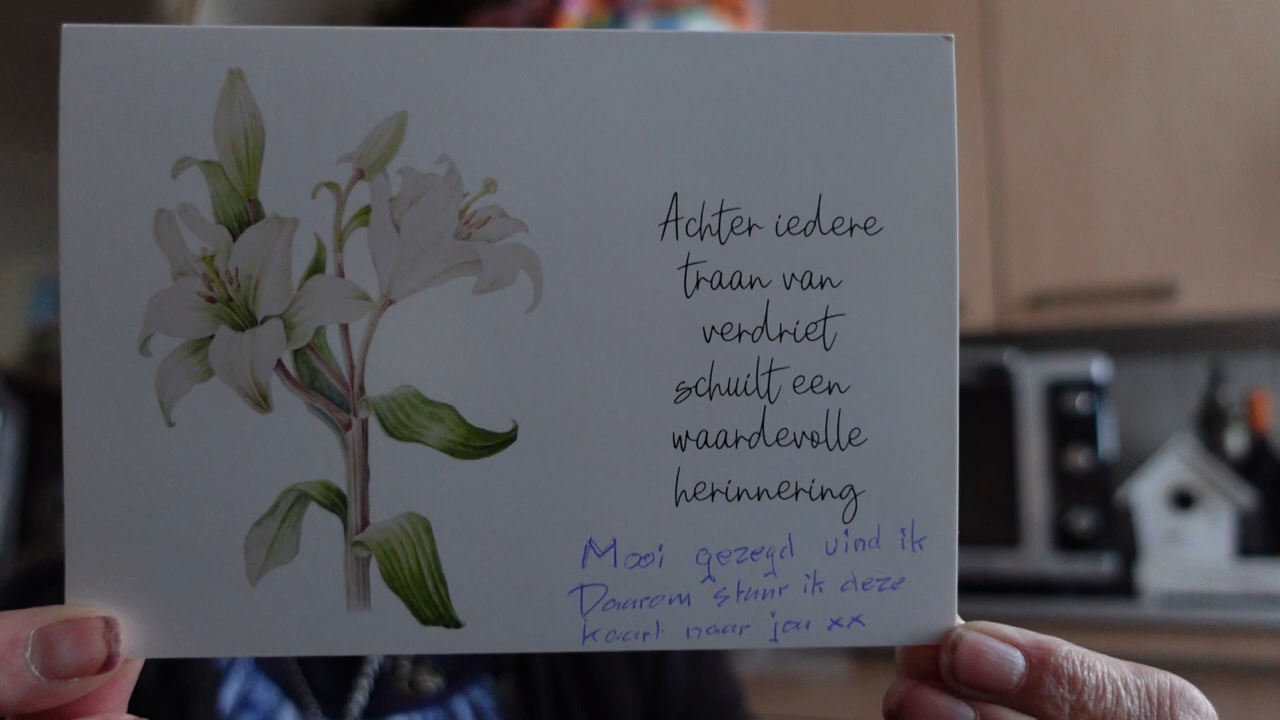 Achter iedere
traan van
verdriet
schuilt een
waardevolle
herinnering
Mooi gezegd vind ik
Daarom stuur ik deze
kaart naar jou xx